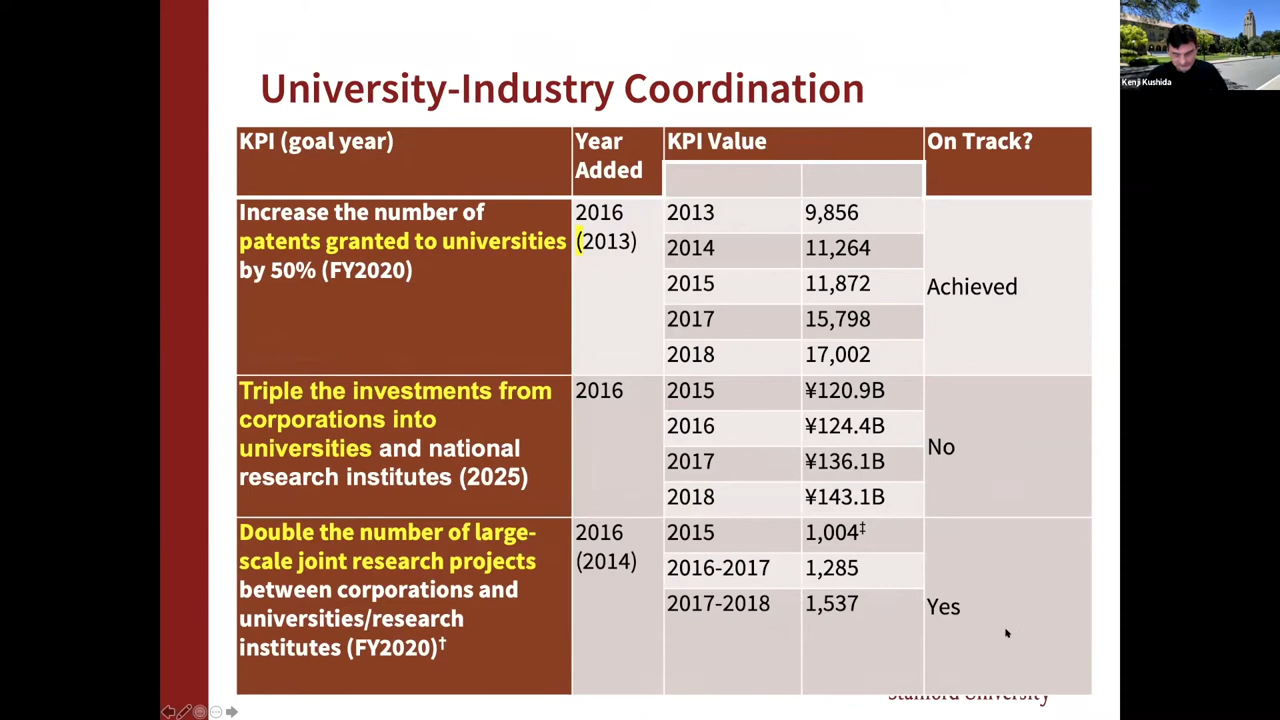 University-Industry Coordination
KPI (goal year)
Year
Added
KPI Value
On Track?
Increase the number of
patents granted to universities
by 50% (FY2020)
2016
(2013)
2013 9,856
2014 11,264
2015 11,872
2017 15,798
2018 17,002
Achieved
Triple the investments from
corporations into
universities and national
research institutes (2025)
2016
2015 ¥120.9B
2016 ¥124.4B
2017 ¥136.1B
2018 ¥143.1B
No
Double the number of large-
scale joint research projects
between corporations and
universities/research
institutes (FY2020)†
2016
(2014)
2015 1,004‡
2016-2017 1,285
2017-2018 1,537
Yes
Stanford University
Kenji Kushida